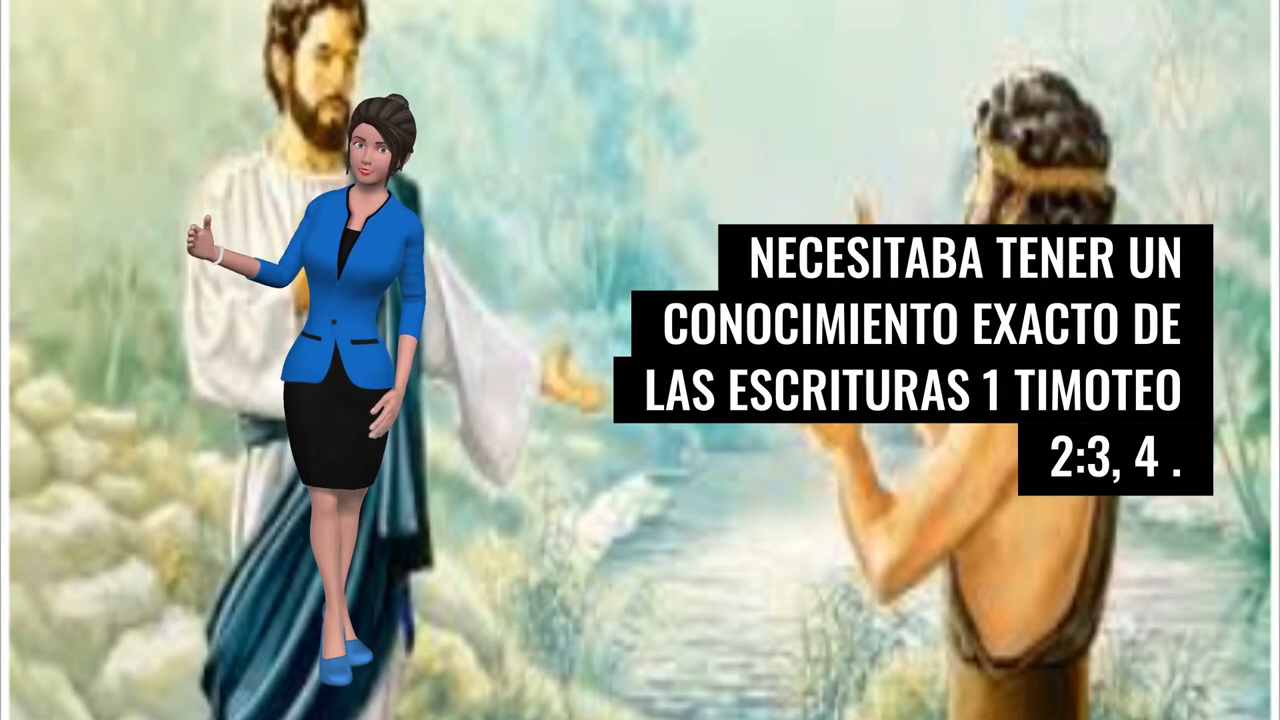 NECESITABA TENER UN
CONOCIMIENTO EXACTO DE
LAS ESCRITURAS 1 TIMOTEO
2:3, 4 .